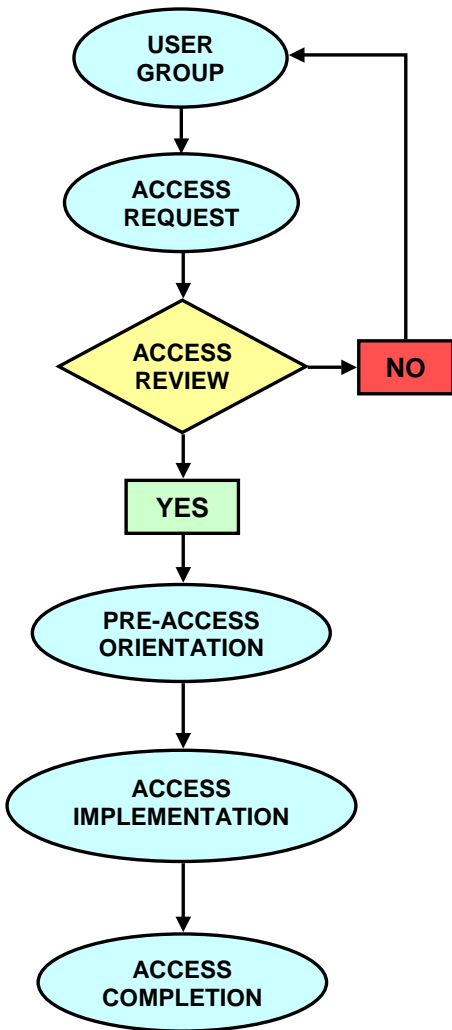 USER
GROUP
ACCESS
REQUEST
ACCESS
REVIEW
NO
YES
PRE-ACCESS
ORIENTATION
ACCESS
IMPLEMENTATION
ACCESS
COMPLETION